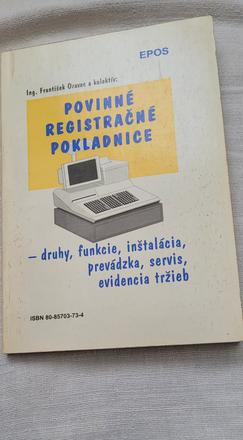 EPOS
Ing. František Oravec a kolektív:
POVINNÉ
REGISTRAČNÉ
POKLADNICE
– druhy, funkcie, inštalácia,
prevádzka, servis,
evidencia tržieb
ISBN 80-85703-73-4